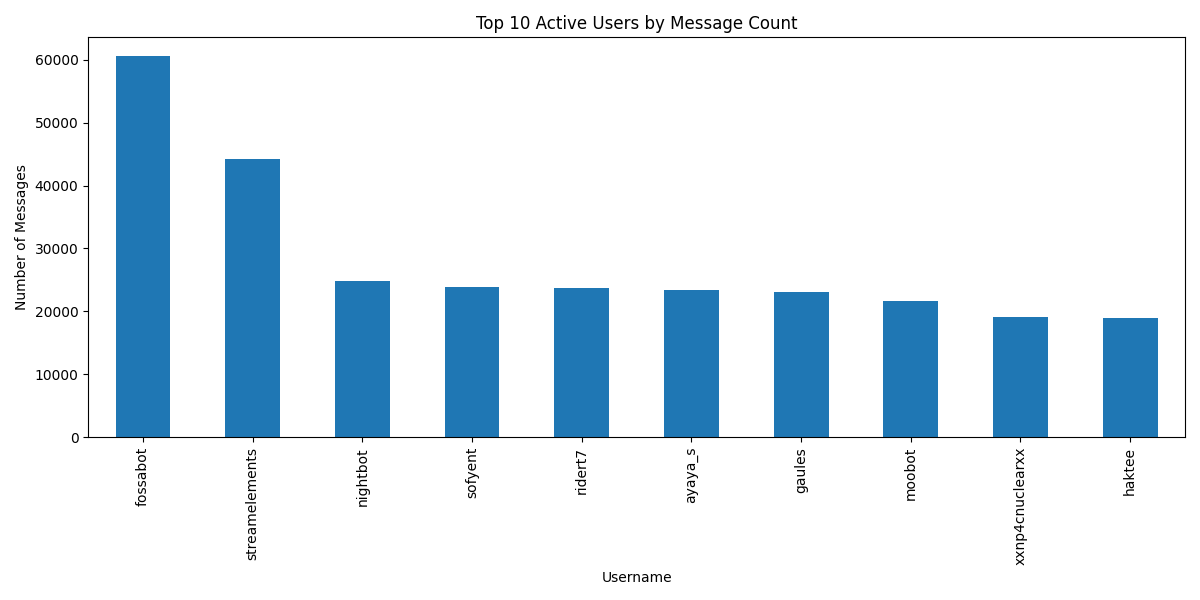 Top 10 Active Users by Message Count
Number of Messages
60000
50000
40000
30000
20000
10000
0
fossabot
streamelements
nightbot
sofyent
ridert7
ayaya_s
gaules
moobot
xxnp4cnuclearxx
haktee
Username